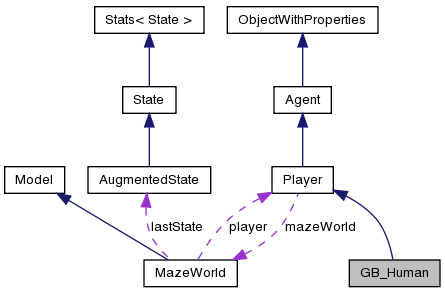 Stats< State >
ObjectWithProperties
State
Agent
Model
AugmentedState
Player
lastState
player
mazeWorld
MazeWorld
GB_Human